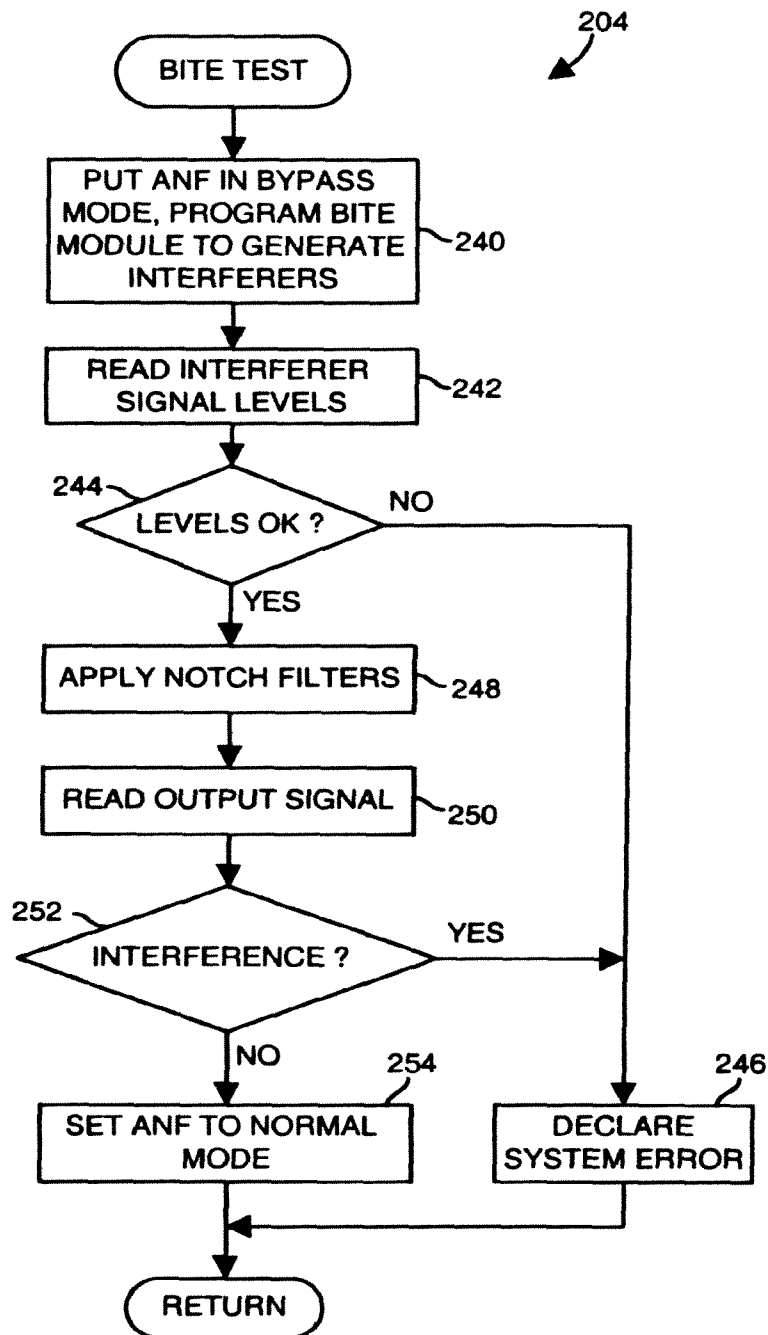 204
BITE TEST
PUT ANF IN BYPASS
MODE, PROGRAM BITE
MODULE TO GENERATE
INTERFERERS
240
READ INTERFERER
SIGNAL LEVELS
242
244
LEVELS OK ?
NO
YES
APPLY NOTCH FILTERS
248
READ OUTPUT SIGNAL
250
252
INTERFERENCE ?
YES
NO
254
SET ANF TO NORMAL
MODE
246
DECLARE
SYSTEM ERROR
RETURN